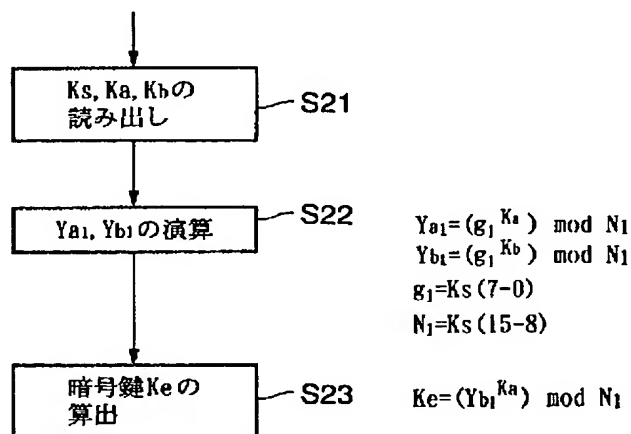 Ks,Ka,Kbの
読み出し
S21
Ya₁,Yb₁の演算
S22
Ya₁=(g₁^Ka) mod N₁
Yb₁=(g₁^Kb) mod N₁
g₁=Ks(7-0)
N₁=Ks(15-8)
暗号鍵Keの
算出
S23
Ke=(Yb₁^Ka) mod N₁